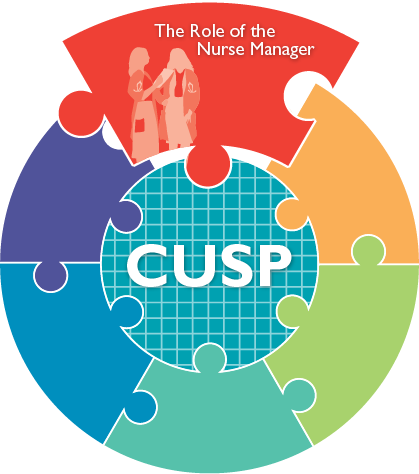 The Role of the
Nurse Manager
CUSP